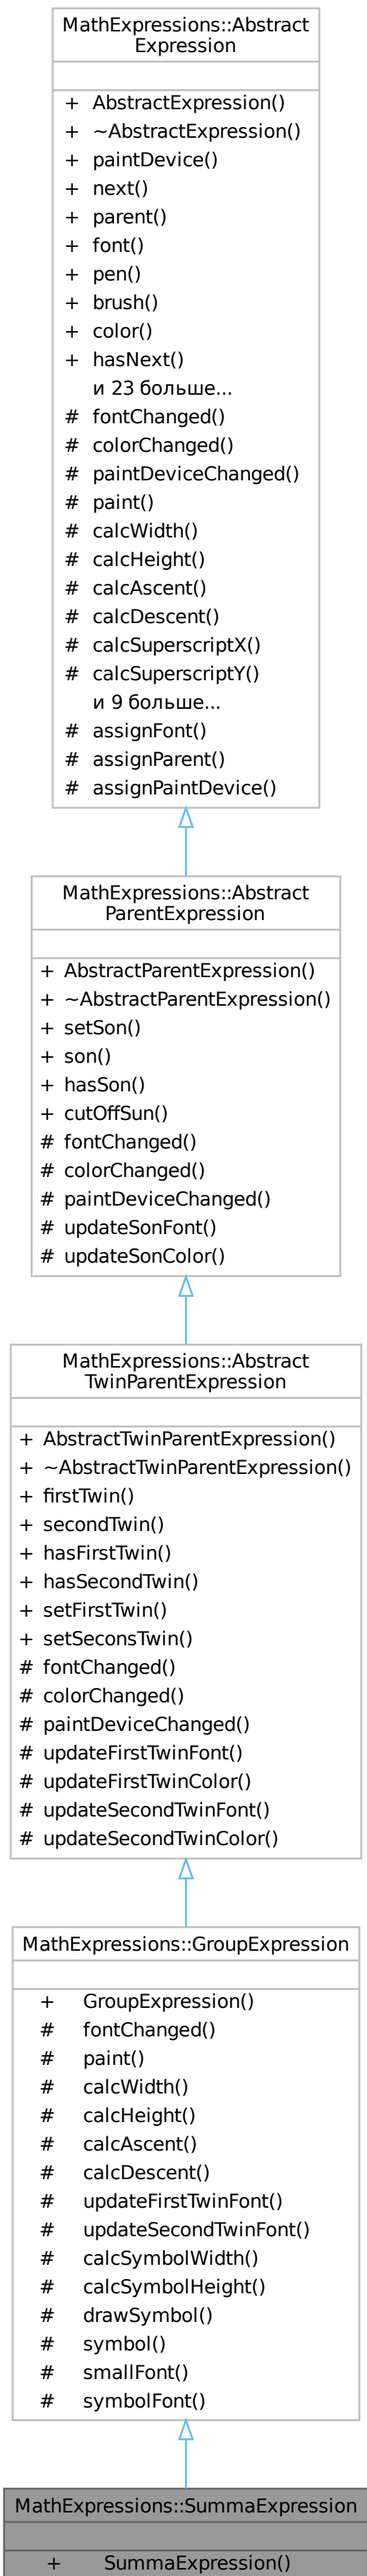 MathExpressions::Abstract
Expression
+ AbstractExpression()
+ ~AbstractExpression()
+ paintDevice()
+ next()
+ parent()
+ font()
+ pen()
+ brush()
+ color()
+ hasNext()
и 23 больше...
# fontChanged()
# colorChanged()
# paintDeviceChanged()
# paint()
# calcWidth()
# calcHeight()
# calcAscent()
# calcDescent()
# calcSuperscriptX()
# calcSuperscriptY()
и 9 больше...
# assignFont()
# assignParent()
# assignPaintDevice()
MathExpressions::Abstract
ParentExpression
+ AbstractParentExpression()
+ ~AbstractParentExpression()
+ setSon()
+ son()
+ hasSon()
+ cutOffSun()
# fontChanged()
# colorChanged()
# paintDeviceChanged()
# updateSonFont()
# updateSonColor()
MathExpressions::Abstract
TwinParentExpression
+ AbstractTwinParentExpression()
+ ~AbstractTwinParentExpression()
+ firstTwin()
+ secondTwin()
+ hasFirstTwin()
+ hasSecondTwin()
+ setFirstTwin()
+ setSeconsTwin()
# fontChanged()
# colorChanged()
# paintDeviceChanged()
# updateFirstTwinFont()
# updateFirstTwinColor()
# updateSecondTwinFont()
# updateSecondTwinColor()
MathExpressions::GroupExpression
+ GroupExpression()
# fontChanged()
# paint()
# calcWidth()
# calcHeight()
# calcAscent()
# calcDescent()
# updateFirstTwinFont()
# updateSecondTwinFont()
# calcSymbolWidth()
# calcSymbolHeight()
# drawSymbol()
# symbol()
# smallFont()
# symbolFont()
MathExpressions::SummaExpression
+ SummaExpression()